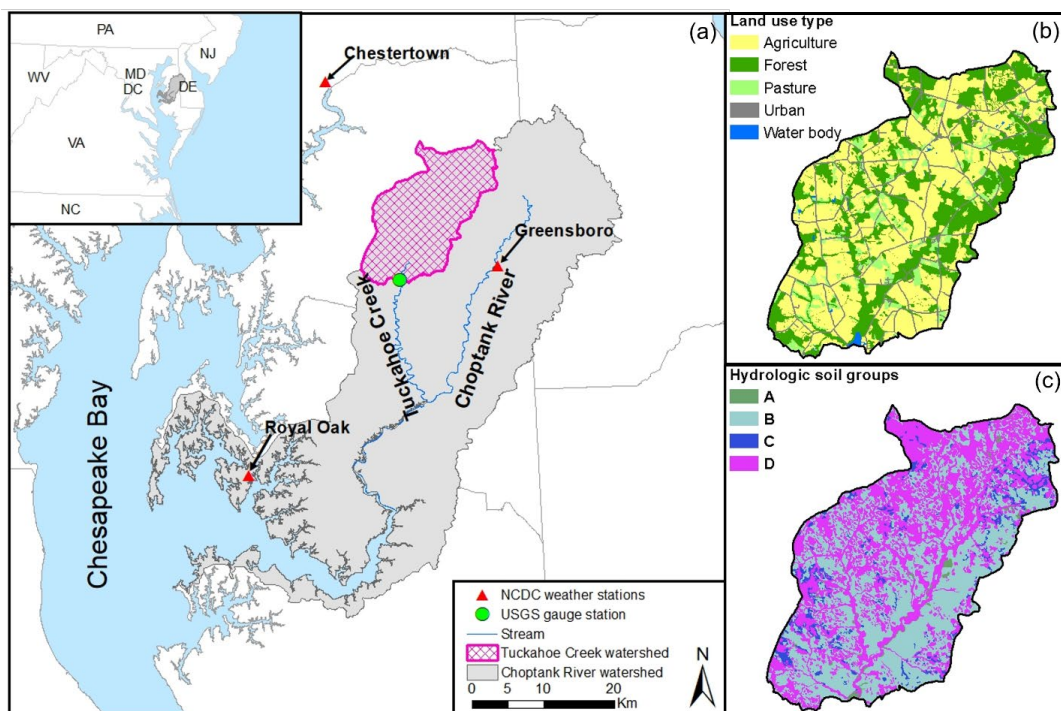 (a)
PA
NJ
WV
MD
DC
DE
VA
NC
Chestertown
Greensboro
Tuckahoe Creek
Choptank River
Royal Oak
Chesapeake Bay
NCDC weather stations
USGS gauge station
Stream
Tuckahoe Creek watershed
Choptank River watershed
0 5 10 20
Km
N
Land use type
(b)
Agriculture
Forest
Pasture
Urban
Water body
Hydrologic soil groups
(c)
A
B
C
D